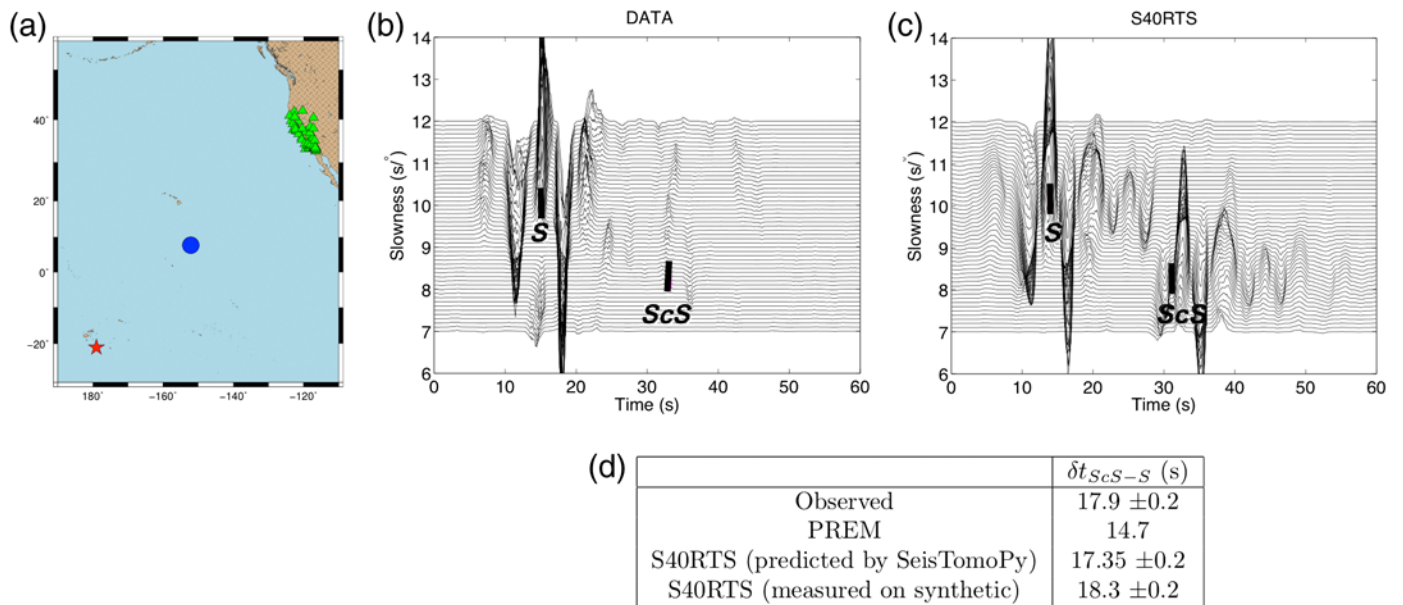 (a)
40°
20°
0°
−20°
180°
−160°
−140°
−120°
(b)
DATA
Slowness (s/°)
14
13
12
11
10
9
8
7
6
S
ScS
0
10
20
30
40
50
60
Time (s)
(c)
S40RTS
Slowness (s/°)
14
13
12
11
10
9
8
7
6
S
ScS
0
10
20
30
40
50
60
Time (s)
(d)
δt_{ScS−S} (s)
Observed 17.9 ±0.2
PREM 14.7
S40RTS (predicted by SeisTomoPy) 17.35 ±0.2
S40RTS (measured on synthetic) 18.3 ±0.2